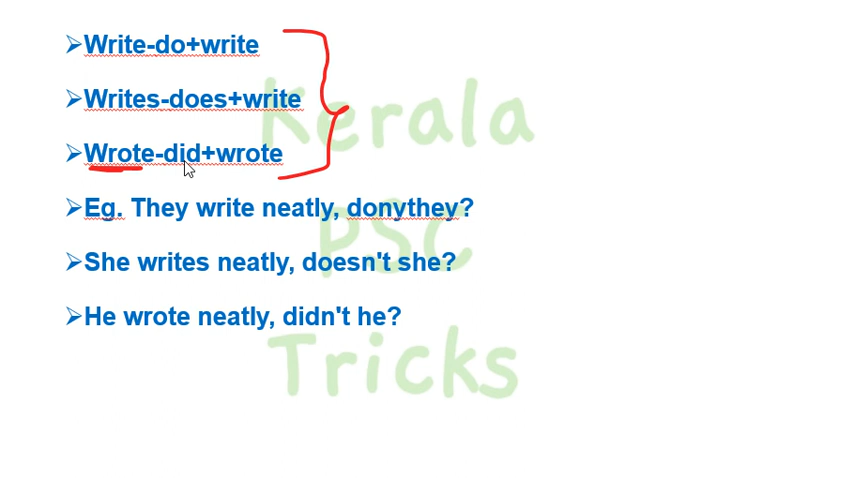 Write-do+write
Writes-does+write
Wrote-did+wrote
Eg. They write neatly, donythey?
She writes neatly, doesn't she?
He wrote neatly, didn't he?
Kerala
PSC
Tricks